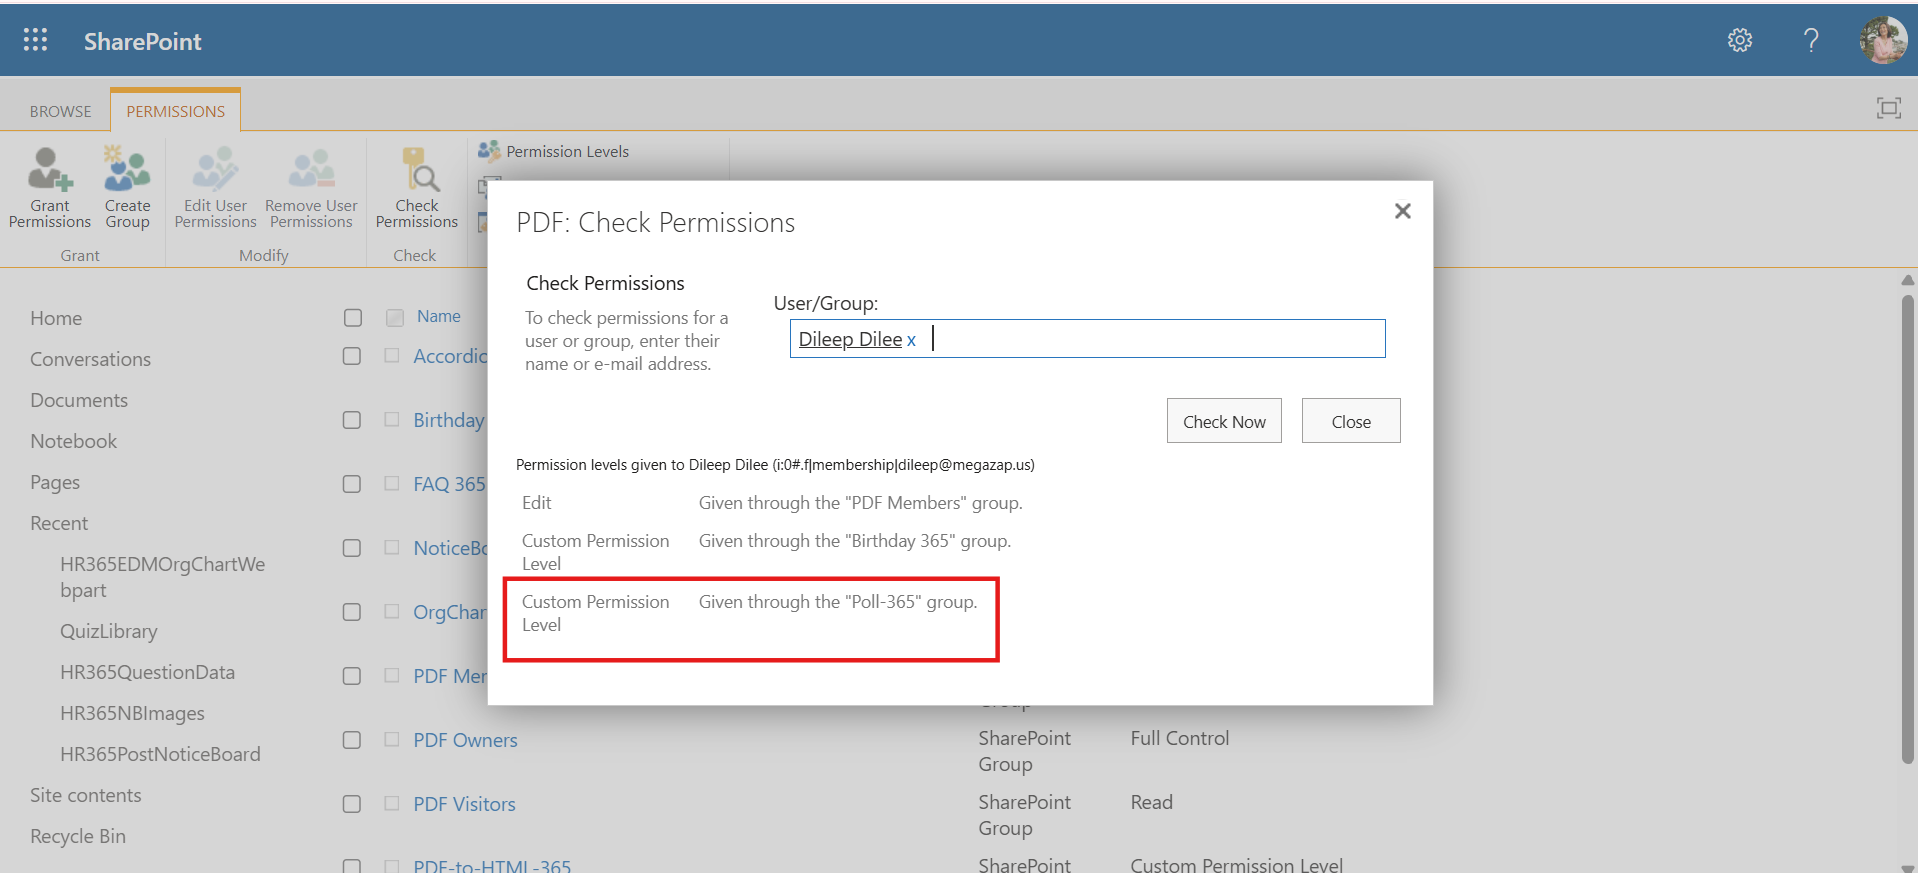 SharePoint
?
BROWSE
PERMISSIONS
Grant
Permissions
Create
Group
Edit User
Permissions
Remove User
Permissions
Check
Permissions
Permission Levels
Grant
Modify
Check
Home
Conversations
Documents
Notebook
Pages
Recent
HR365EDMOrgChartWe
bpart
QuizLibrary
HR365QuestionData
HR365NBImages
HR365PostNoticeBoard
Site contents
Recycle Bin
Name
Accordio
Birthday
FAQ 365
NoticeBo
OrgChar
PDF Mer
PDF Owners
SharePoint
Group
Full Control
PDF Visitors
SharePoint
Group
Read
PDF-to-HTML-365
SharePoint
Custom Permission Level
PDF: Check Permissions
Check Permissions
To check permissions for a
user or group, enter their
name or e-mail address.
User/Group:
Dileep Dilee x
Check Now
Close
Permission levels given to Dileep Dilee (i:0#.f|membership|dileep@megazap.us)
Edit
Given through the "PDF Members" group.
Custom Permission
Level
Given through the "Birthday 365" group.
Custom Permission
Level
Given through the "Poll-365" group.